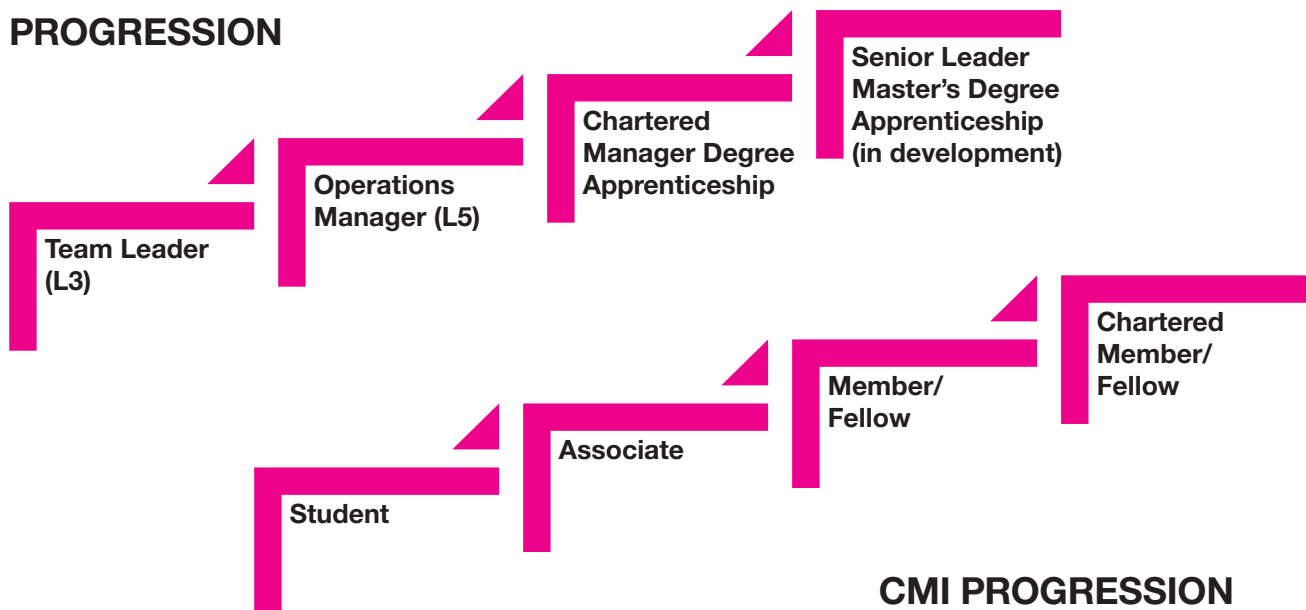 PROGRESSION
Team Leader
(L3)
Operations
Manager (L5)
Chartered
Manager Degree
Apprenticeship
Senior Leader
Master’s Degree
Apprenticeship
(in development)
Student
Associate
Member/
Fellow
Chartered
Member/
Fellow
CMI PROGRESSION